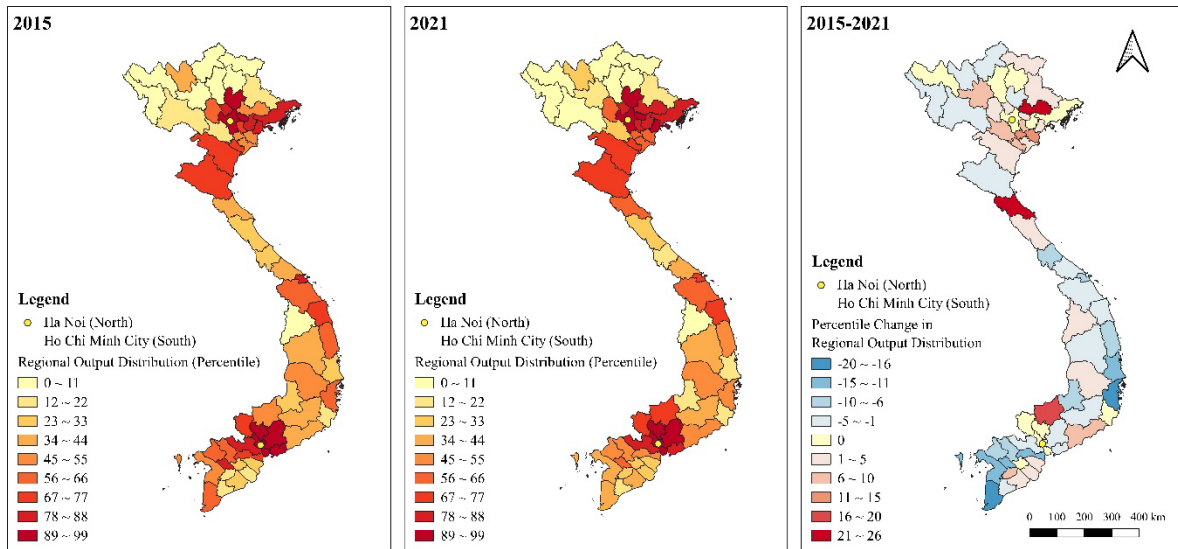 2015
Legend
Ha Noi (North)
Ho Chi Minh City (South)
Regional Output Distribution (Percentile)
0 ~ 11
12 ~ 22
23 ~ 33
34 ~ 44
45 ~ 55
56 ~ 66
67 ~ 77
78 ~ 88
89 ~ 99
2021
Legend
Ha Noi (North)
Ho Chi Minh City (South)
Regional Output Distribution (Percentile)
0 ~ 11
12 ~ 22
23 ~ 33
34 ~ 44
45 ~ 55
56 ~ 66
67 ~ 77
78 ~ 88
89 ~ 99
2015-2021
Legend
Ha Noi (North)
Ho Chi Minh City (South)
Percentile Change in
Regional Output Distribution
-20 ~ -16
-15 ~ -11
-10 ~ -6
-5 ~ -1
0
1 ~ 5
6 ~ 10
11 ~ 15
16 ~ 20
21 ~ 26
0 100 200 300 400 km